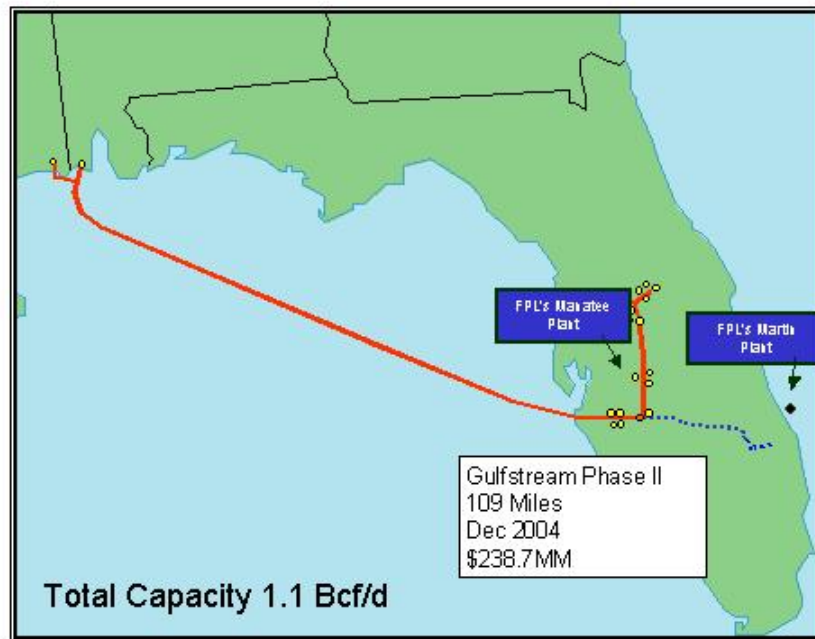 FPL's Manatee
Plant
FPL's Martin
Plant
Gulfstream Phase II
109 Miles
Dec 2004
$238.7MM
Total Capacity 1.1 Bcf/d